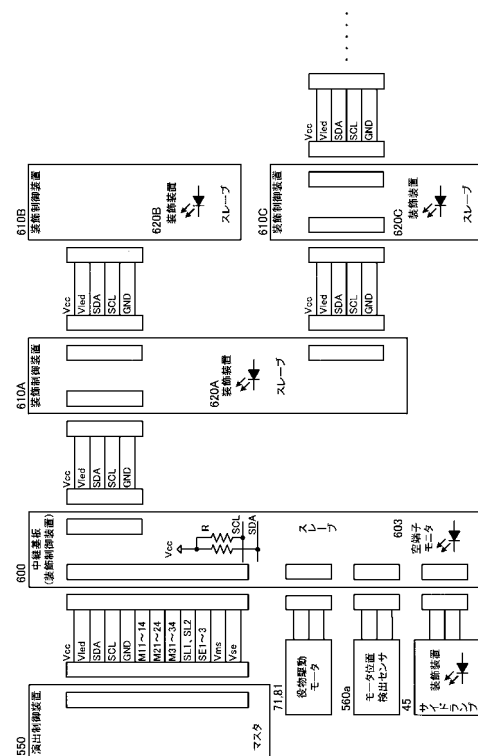 550
演出制御装置
マスタ
Vcc
Vled
SDA
SCL
GND
M11～14
M21～24
M31～34
SL1、SL2
SE1～3
Vms
Vse
71,81
役物駆動
モータ
560a
モータ位置
検出センサ
45
装飾装置
サイドランプ
600
中継基板
(装飾制御装置)
Vcc
R
SCL
SDA
スレーブ
603
空端子
モニタ
Vcc
Vled
SDA
SCL
GND
610A
装飾制御装置
620A
装飾装置
スレーブ
Vcc
Vled
SDA
SCL
GND
610B
装飾制御装置
620B
装飾装置
スレーブ
Vcc
Vled
SDA
SCL
GND
610C
装飾制御装置
620C
装飾装置
スレーブ
Vcc
Vled
SDA
SCL
GND